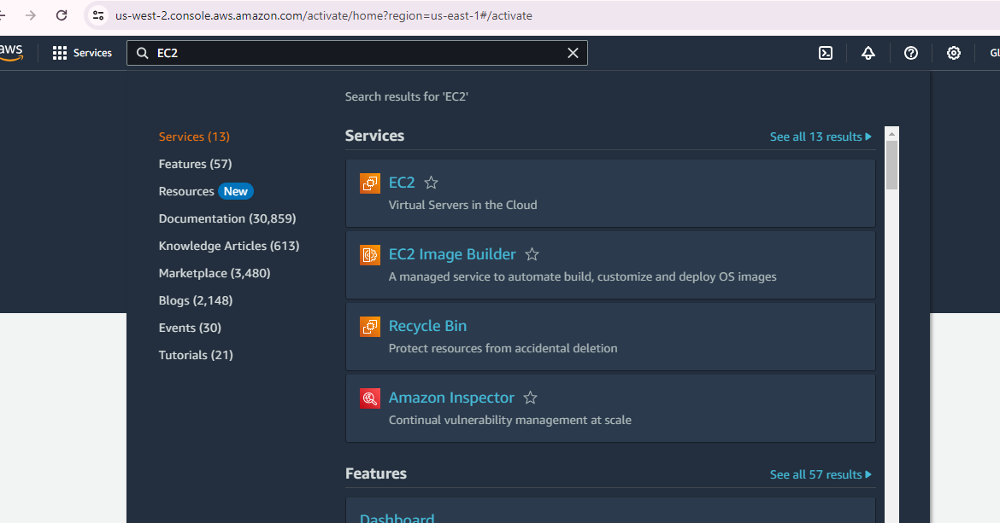 us-west-2.console.aws.amazon.com/activate/home?region=us-east-1#/activate
aws
Services
EC2
Search results for 'EC2'
Services (13)
Features (57)
Resources New
Documentation (30,859)
Knowledge Articles (613)
Marketplace (3,480)
Blogs (2,148)
Events (30)
Tutorials (21)
Services
See all 13 results
EC2
Virtual Servers in the Cloud
EC2 Image Builder
A managed service to automate build, customize and deploy OS images
Recycle Bin
Protect resources from accidental deletion
Amazon Inspector
Continual vulnerability management at scale
Features
See all 57 results
Dashboard